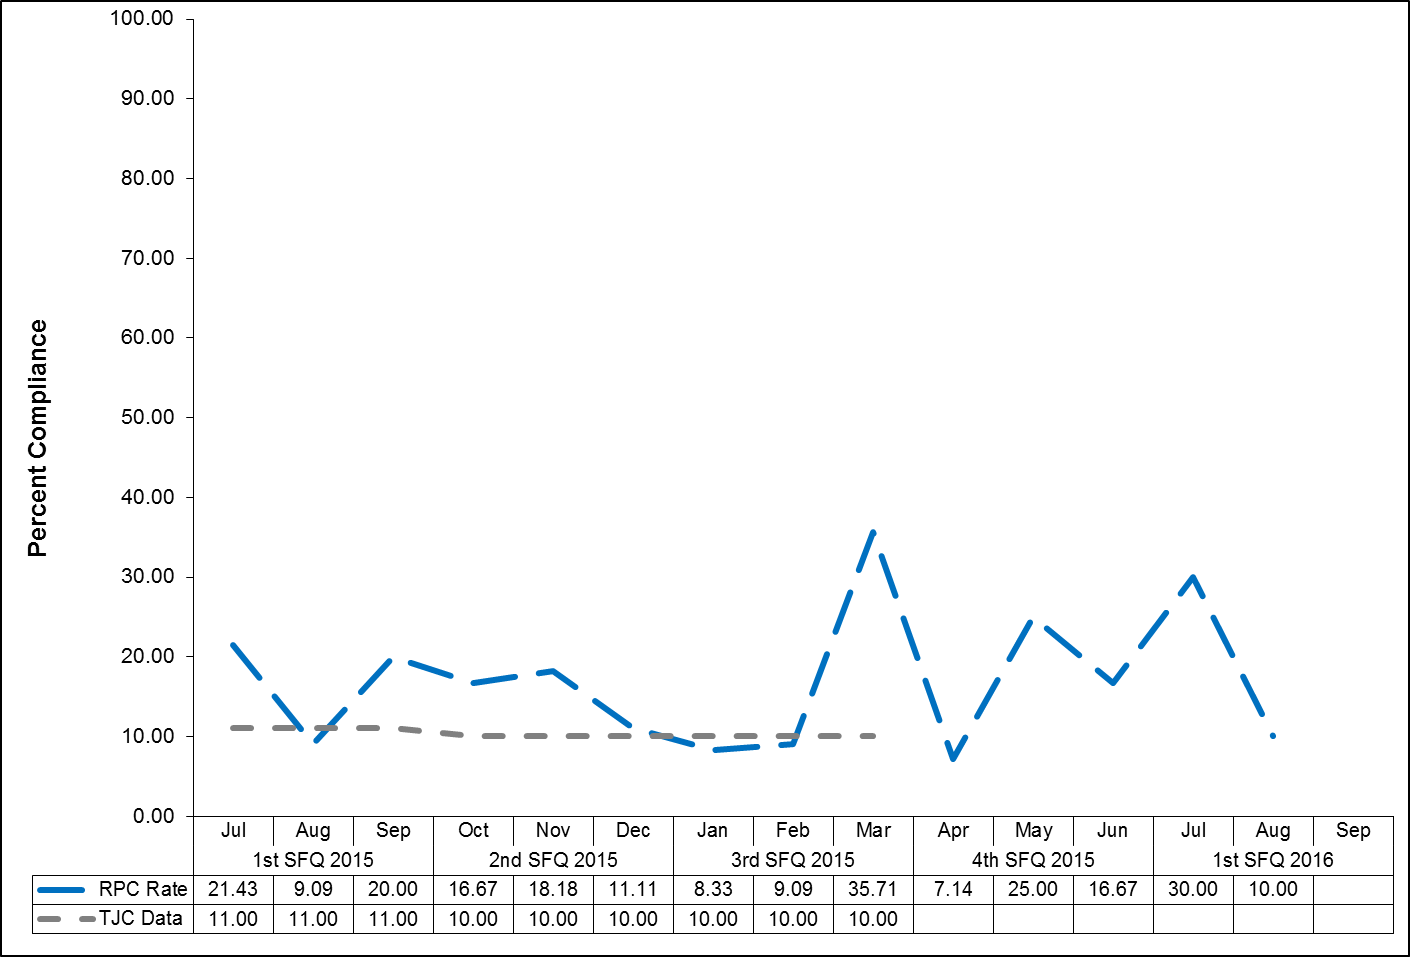 100.00
90.00
80.00
70.00
60.00
50.00
40.00
30.00
20.00
10.00
0.00
Percent Compliance
Jul Aug Sep Oct Nov Dec Jan Feb Mar Apr May Jun Jul Aug Sep
1st SFQ 2015 2nd SFQ 2015 3rd SFQ 2015 4th SFQ 2015 1st SFQ 2016
RPC Rate 21.43 9.09 20.00 16.67 18.18 11.11 8.33 9.09 35.71 7.14 25.00 16.67 30.00 10.00
TJC Data 11.00 11.00 11.00 10.00 10.00 10.00 10.00 10.00 10.00